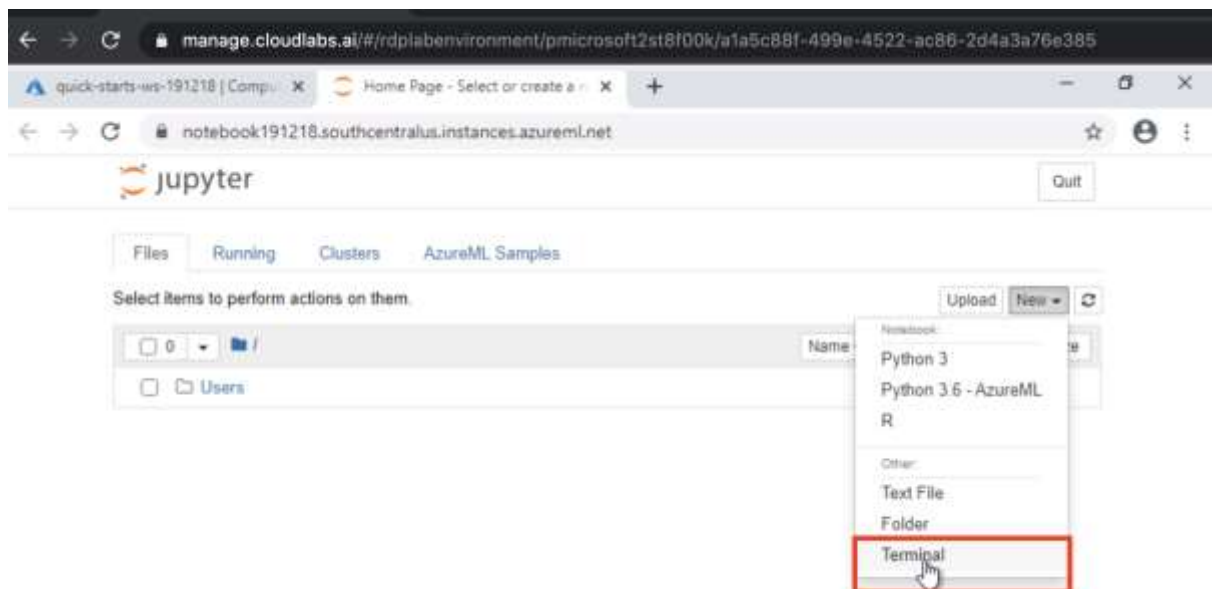 manage.cloudlabs.ai/#/rdplabenvironment/pmicrosoft2st8f00k/a1a5c88f-499e-4522-ac86-2d4a3a76e385
quick-starts-ws-191218 | Compu Home Page - Select or create a n
notebook191218.southcentralus.instances.azureml.net
jupyter Quit
Files Running Clusters AzureML Samples
Select items to perform actions on them. Upload New
0 / Name
Notebook:
Python 3
Users
Python 3.6 - AzureML
R
Other:
Text File
Folder
Terminal